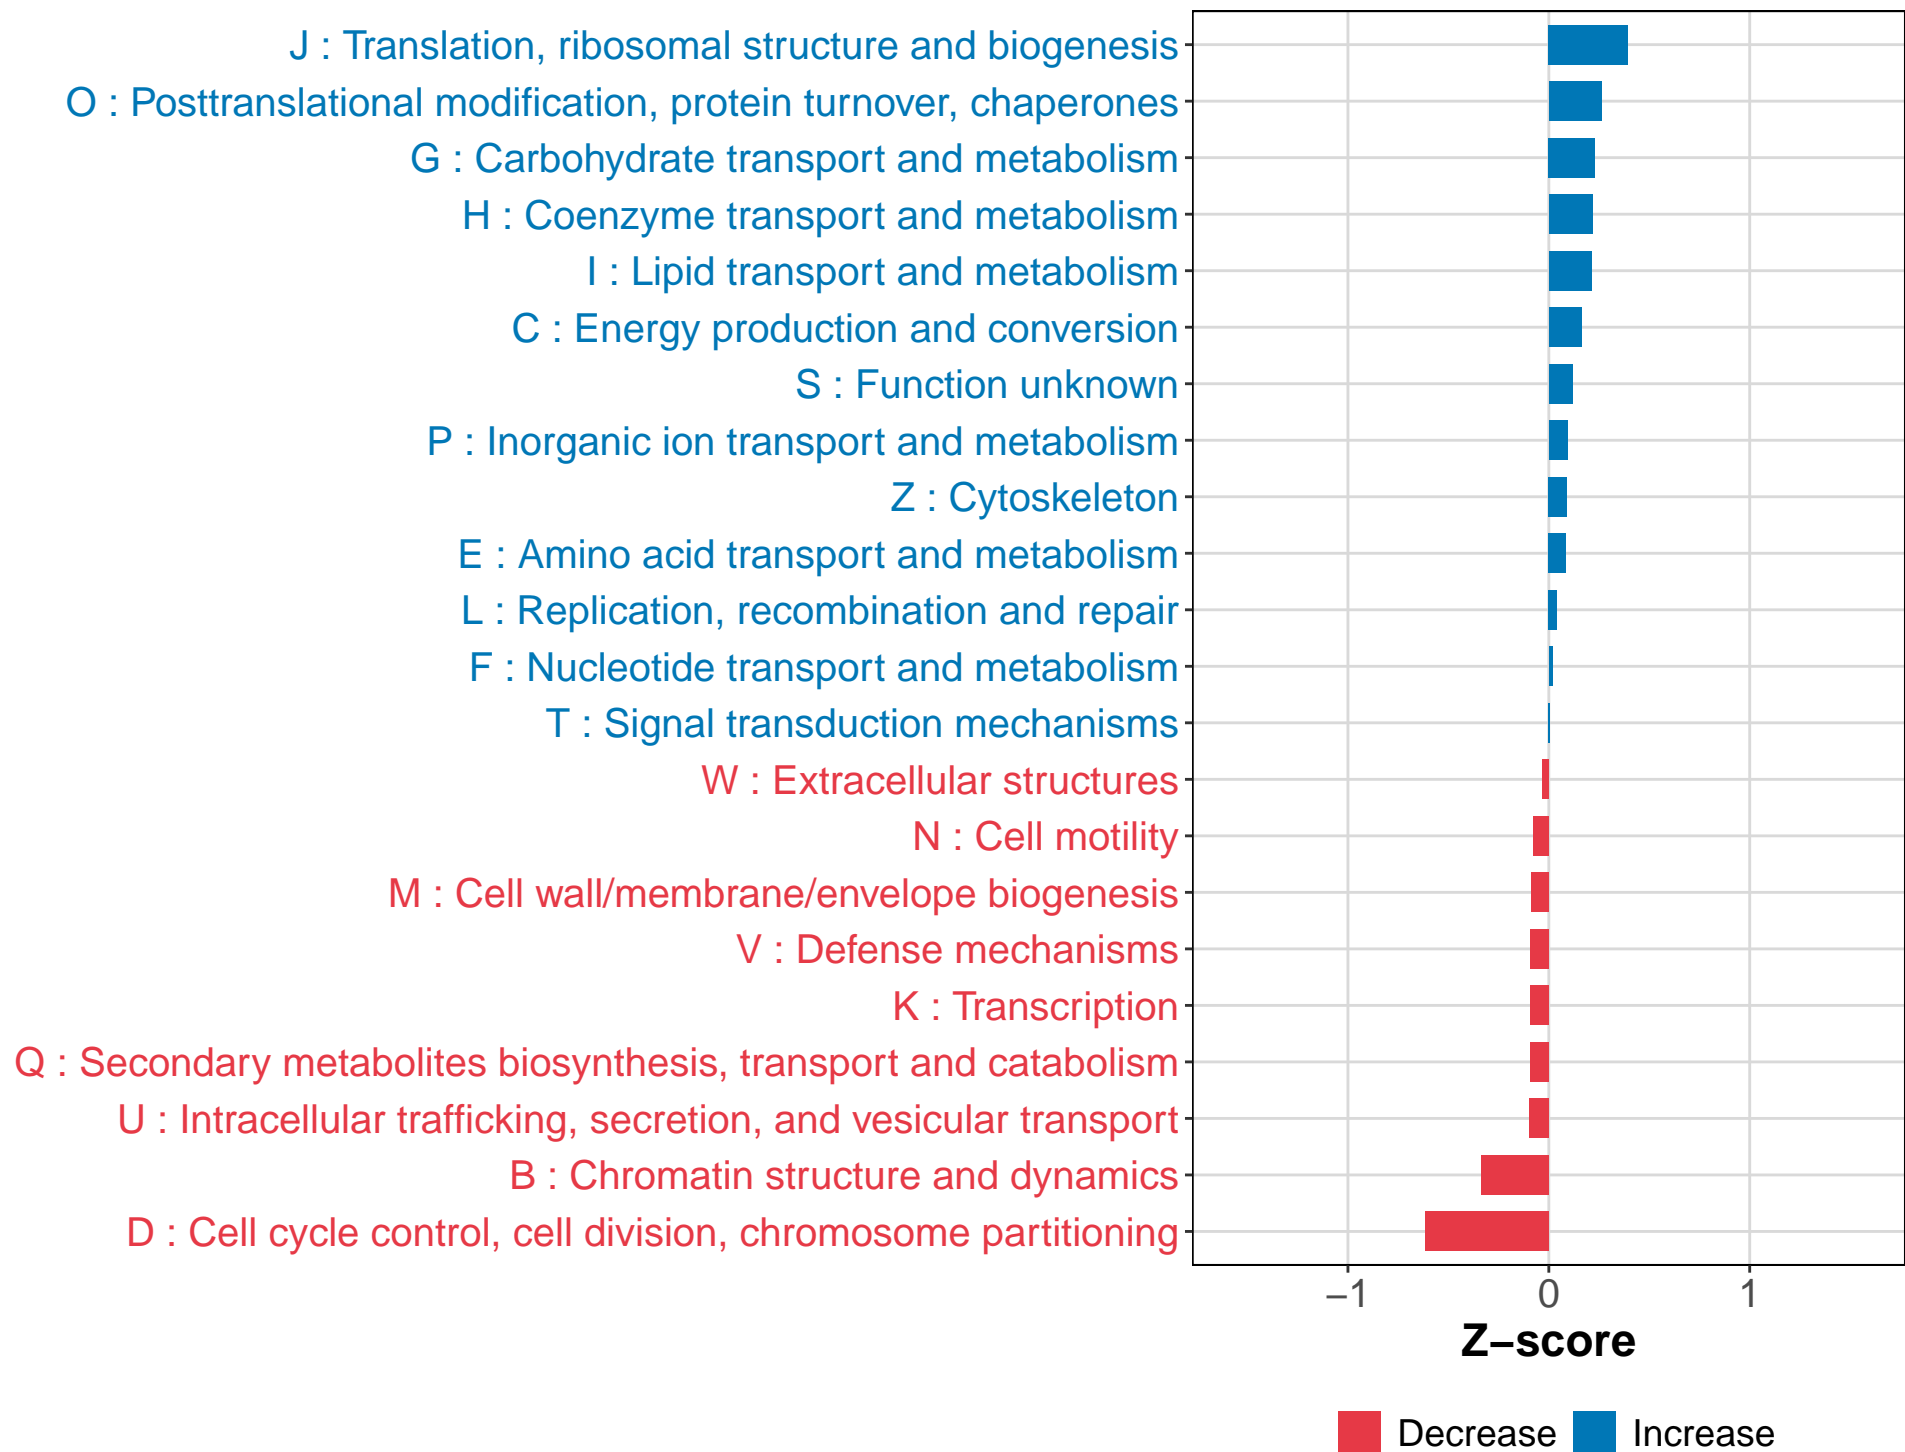 J : Translation, ribosomal structure and biogenesis
O : Posttranslational modification, protein turnover, chaperones
G : Carbohydrate transport and metabolism
H : Coenzyme transport and metabolism
I : Lipid transport and metabolism
C : Energy production and conversion
S : Function unknown
P : Inorganic ion transport and metabolism
Z : Cytoskeleton
E : Amino acid transport and metabolism
L : Replication, recombination and repair
F : Nucleotide transport and metabolism
T : Signal transduction mechanisms
W : Extracellular structures
N : Cell motility
M : Cell wall/membrane/envelope biogenesis
V : Defense mechanisms
K : Transcription
Q : Secondary metabolites biosynthesis, transport and catabolism
U : Intracellular trafficking, secretion, and vesicular transport
B : Chromatin structure and dynamics
D : Cell cycle control, cell division, chromosome partitioning
−1 0 1
Z−score
Decrease Increase